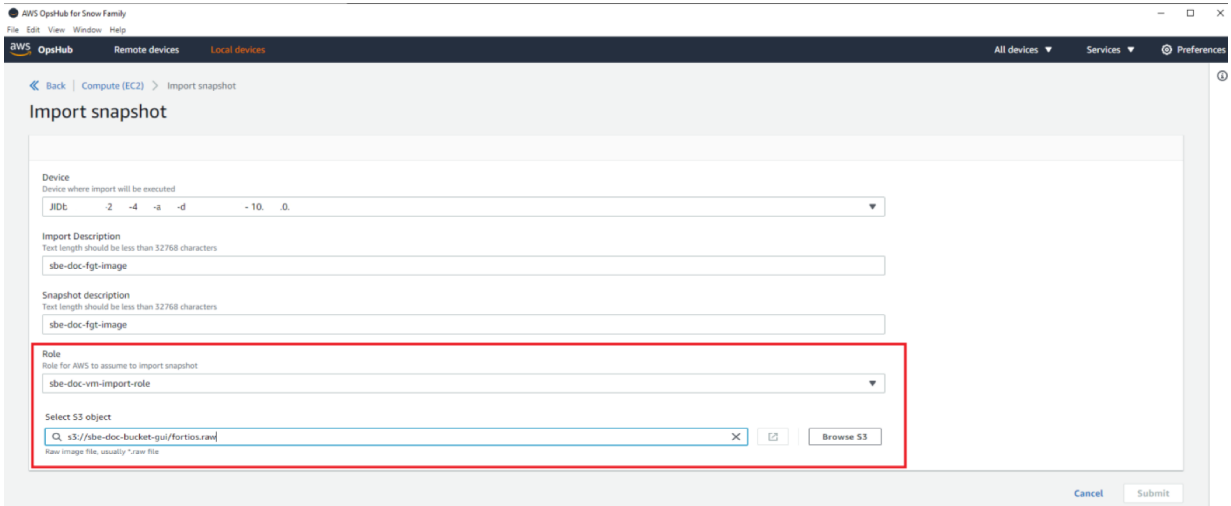 AWS OpsHub for Snow Family
File Edit View Window Help
aws OpsHub Remote devices Local devices All devices ▼ Services ▼ Preferences
Back | Compute (EC2) > Import snapshot
Import snapshot
Device
Device where import will be executed
JIDE -2 -4 -a -d - 10. .0.
Import Description
Text length should be less than 32768 characters
sbe-doc-fgt-image
Snapshot description
Text length should be less than 32768 characters
sbe-doc-fgt-image
Role
Role for AWS to assume to import snapshot
sbe-doc-vm-import-role
Select S3 object
s3://sbe-doc-bucket-gui/fortios.raw
Browse S3
Raw image file, usually *.raw file
Cancel Submit